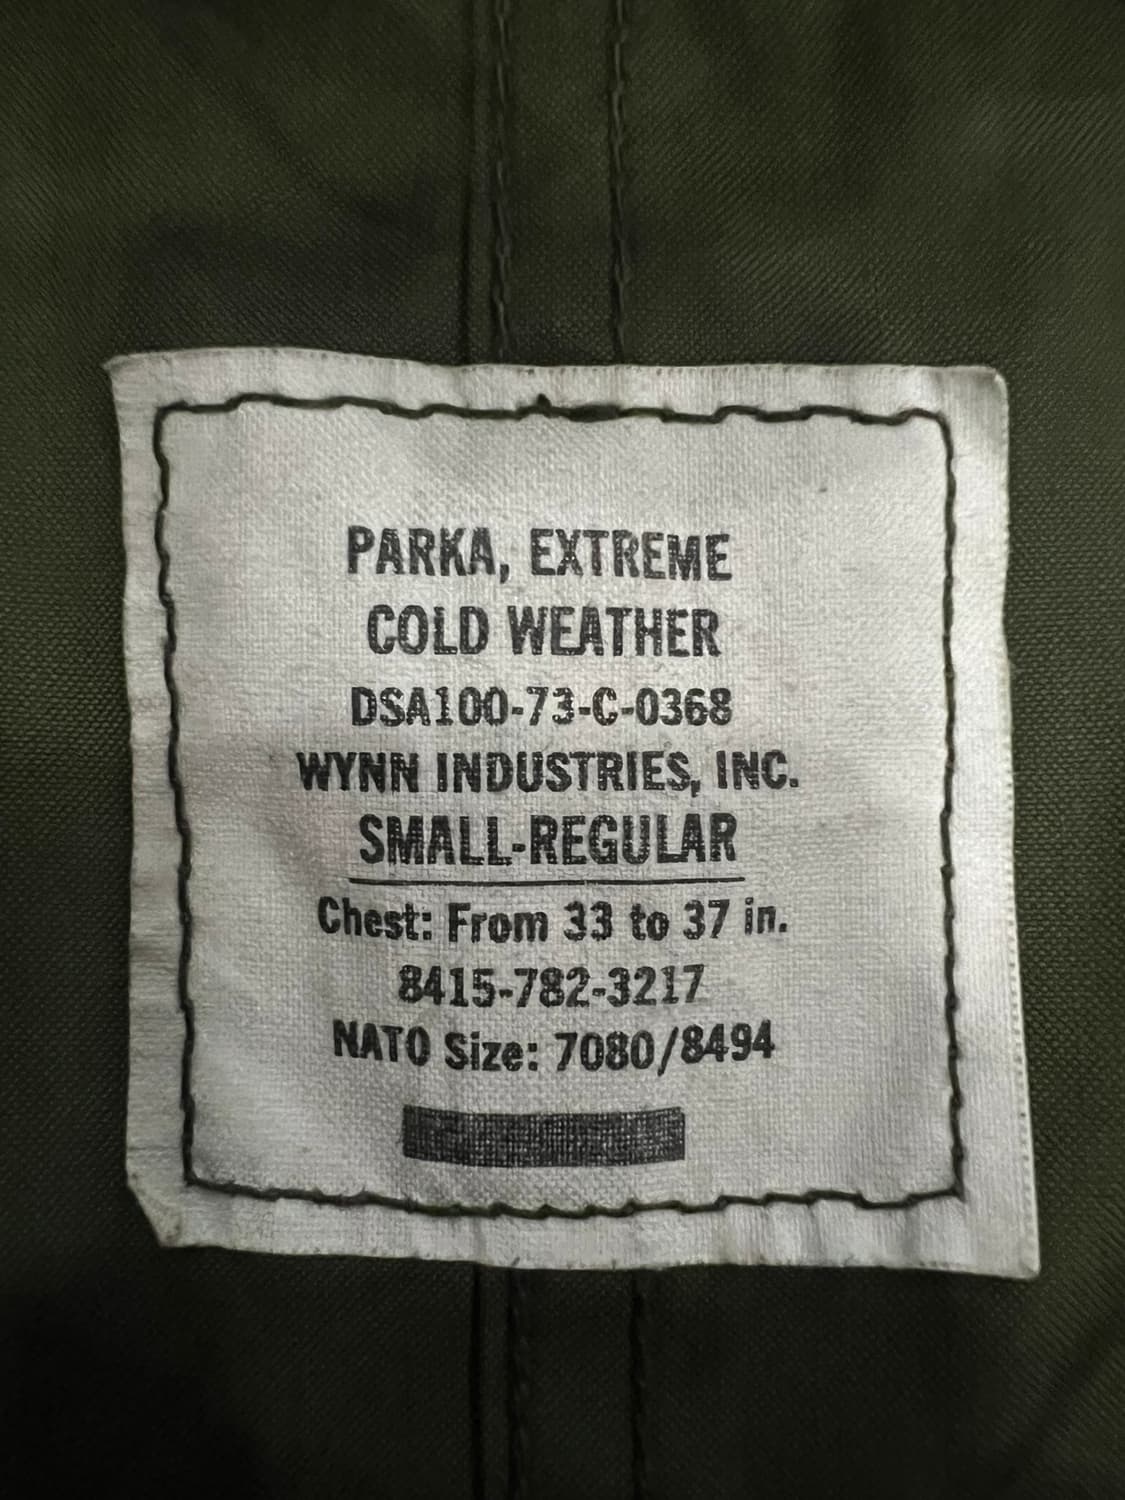 PARKA, EXTREME
COLD WEATHER
DSA100-73-C-0368
WYNN INDUSTRIES, INC.
SMALL-REGULAR
Chest: From 33 to 37 in.
8415-782-3217
NATO Size: 7080/8494